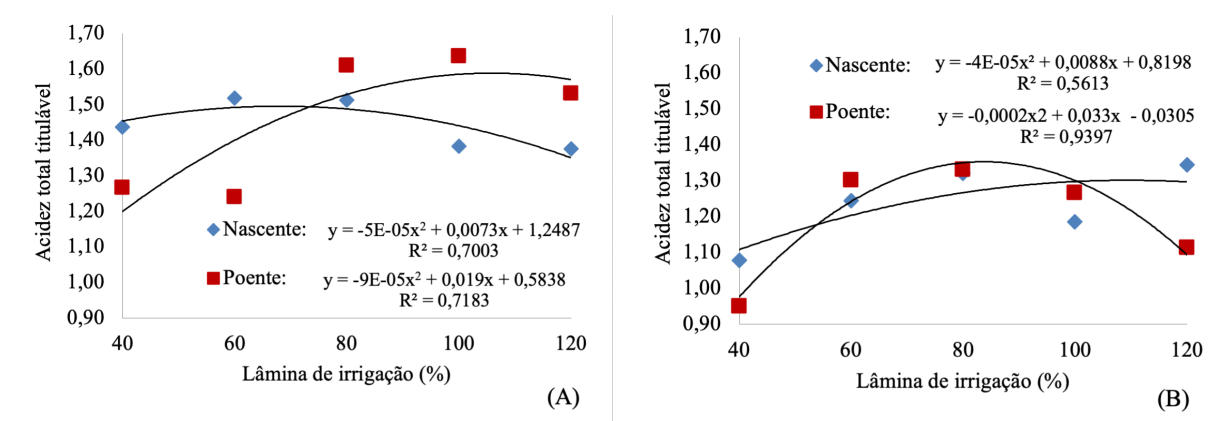 Acidez total titulável
1,70
1,60
1,50
1,40
1,30
1,20
1,10
1,00
0,90
Nascente: y = -5E-05x² + 0,0073x + 1,2487
R² = 0,7003
Poente: y = -9E-05x² + 0,019x + 0,5838
R² = 0,7183
40 60 80 100 120
Lâmina de irrigação (%)
(A)
Acidez total titulável
1,70
1,60
1,50
1,40
1,30
1,20
1,10
1,00
0,90
Nascente: y = -4E-05x² + 0,0088x + 0,8198
R² = 0,5613
Poente: y = -0,0002x2 + 0,033x - 0,0305
R² = 0,9397
40 60 80 100 120
Lâmina de irrigação (%)
(B)